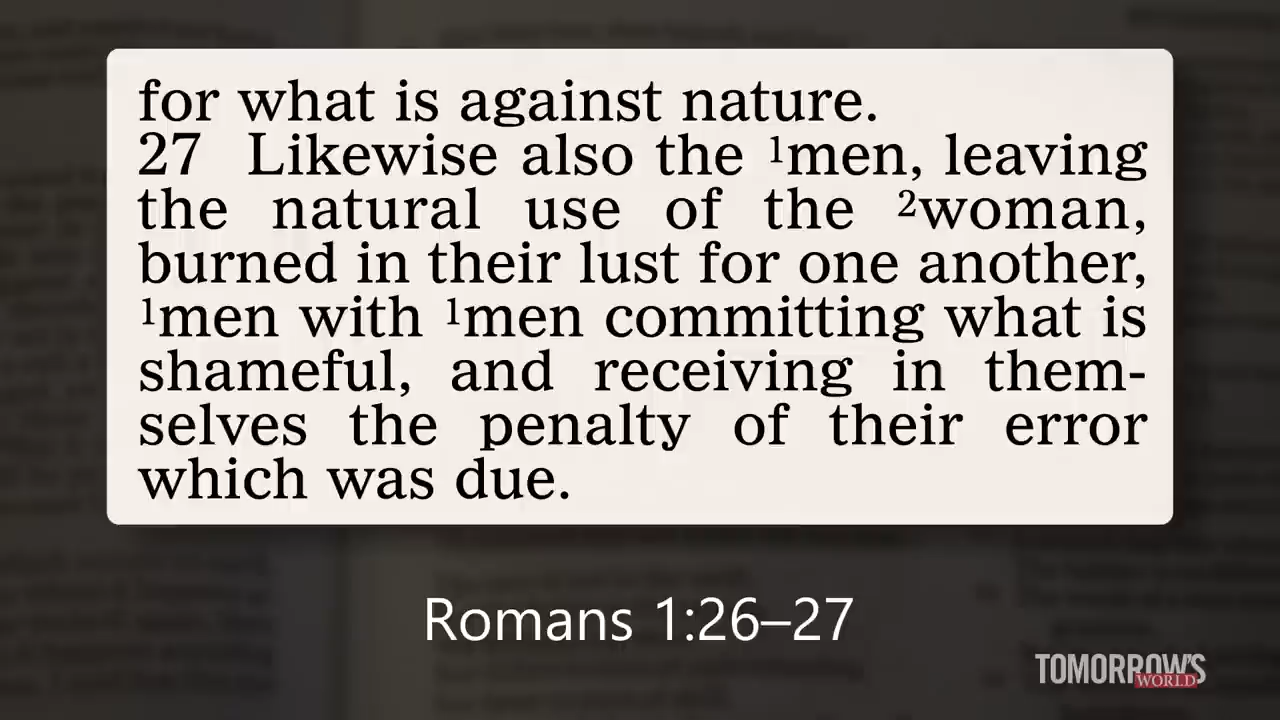 for what is against nature.
27 Likewise also the ¹men, leaving
the natural use of the ²woman,
burned in their lust for one another,
¹men with ¹men committing what is
shameful, and receiving in them-
selves the penalty of their error
which was due.
Romans 1:26–27
TOMORROW'S
WORLD